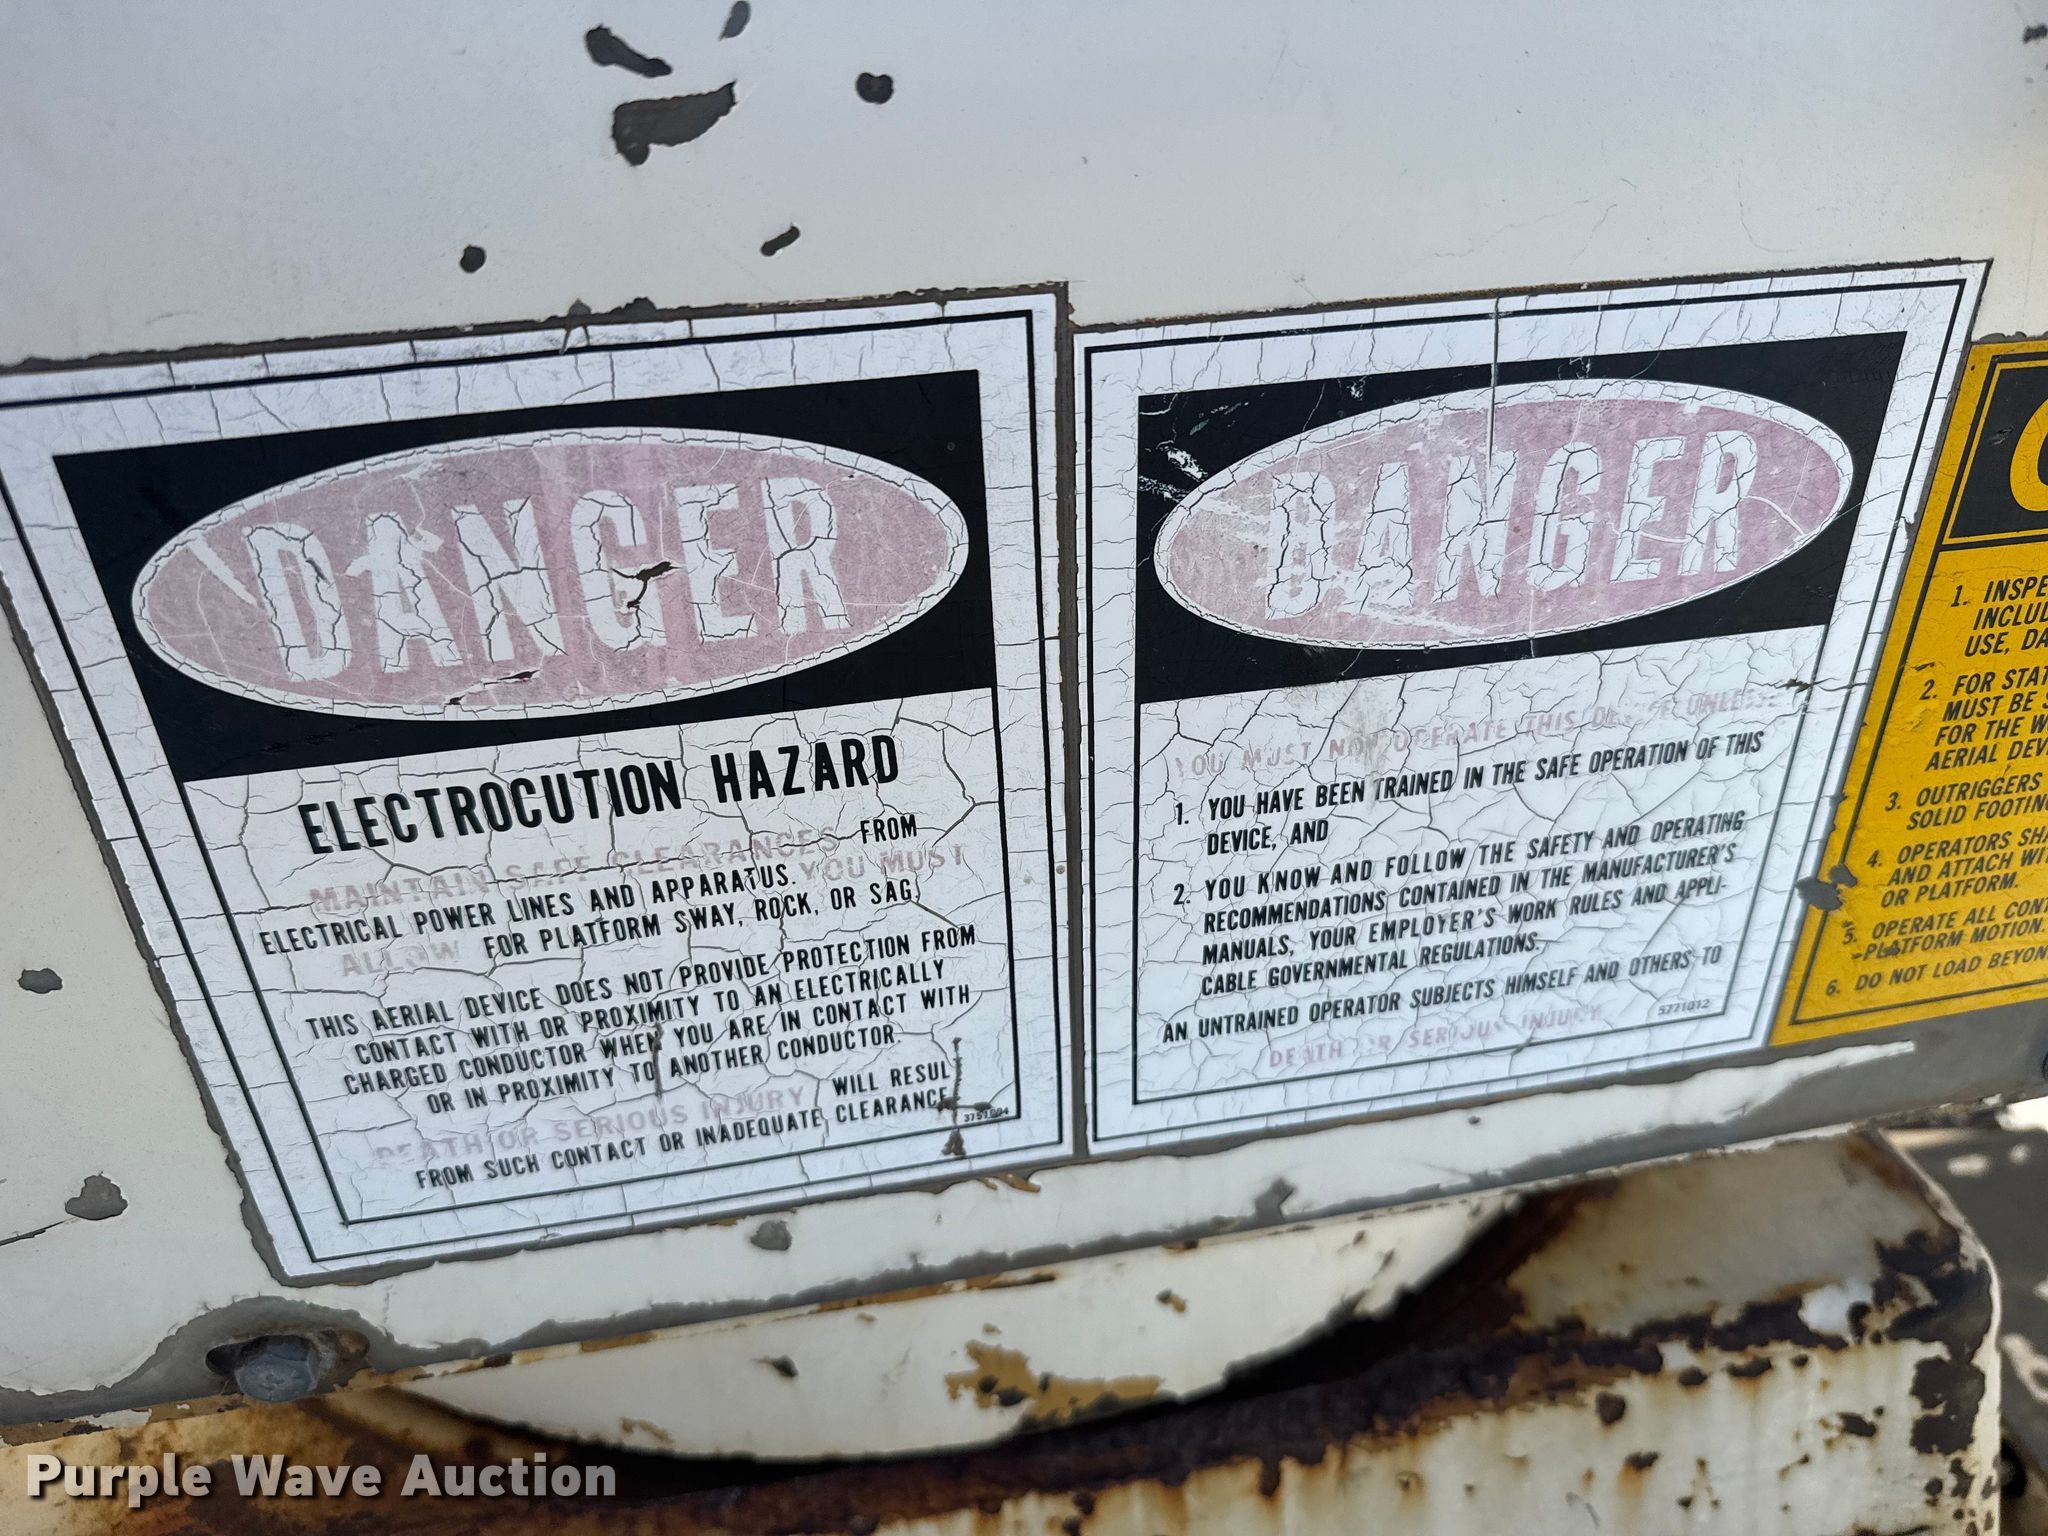 DANGER
ELECTROCUTION HAZARD
MAINTAIN SAFE CLEARANCES FROM
ELECTRICAL POWER LINES AND APPARATUS. YOU MUST
ALLOW FOR PLATFORM SWAY, ROCK, OR SAG.
THIS AERIAL DEVICE DOES NOT PROVIDE PROTECTION FROM
CONTACT WITH OR PROXIMITY TO AN ELECTRICALLY
CHARGED CONDUCTOR WHEN YOU ARE IN CONTACT WITH
OR IN PROXIMITY TO ANOTHER CONDUCTOR.
DEATH OR SERIOUS INJURY WILL RESUL
FROM SUCH CONTACT OR INADEQUATE CLEARANCE
DANGER
YOU MUST NOT OPERATE THIS UNLESS:
1. YOU HAVE BEEN TRAINED IN THE SAFE OPERATION OF THIS
DEVICE, AND
2. YOU KNOW AND FOLLOW THE SAFETY AND OPERATING
RECOMMENDATIONS CONTAINED IN THE MANUFACTURER'S
MANUALS, YOUR EMPLOYER'S WORK RULES AND APPLI-
CABLE GOVERNMENTAL REGULATIONS.
AN UNTRAINED OPERATOR SUBJECTS HIMSELF AND OTHERS TO
DEATH OR SERIOUS INJURY
5771012
1. INSPE
INCLU
USE, DA
2. FOR STAT
MUST BE S
FOR THE W
AERIAL DEV
3. OUTRIGGERS
SOLID FOOTIN
4. OPERATORS SHA
AND ATTACH WI
OR PLATFORM.
5. OPERATE ALL CONT
PLATFORM MOTION.
6. DO NOT LOAD BEYON
Purple Wave Auction